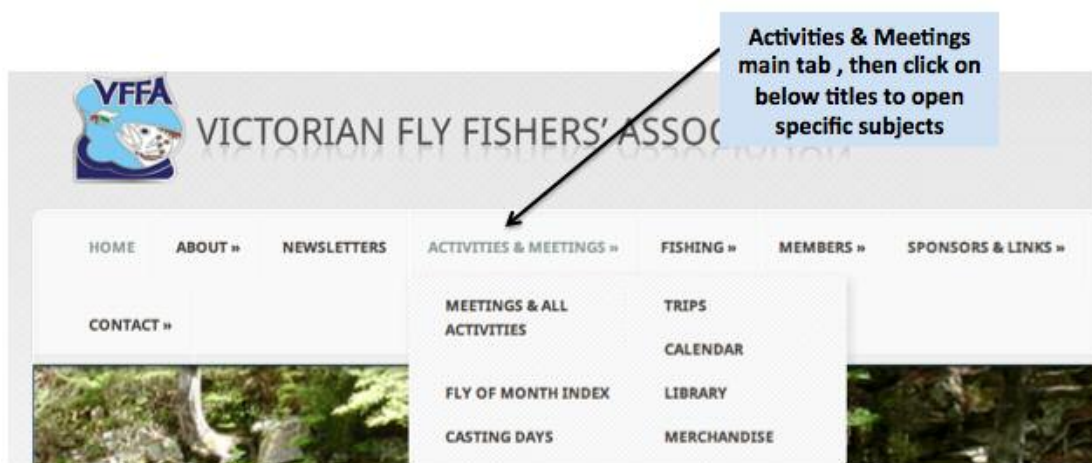 Activities & Meetings
main tab , then click on
below titles to open
specific subjects
VFFA
VICTORIAN FLY FISHERS' ASSOCIATION
HOME ABOUT » NEWSLETTERS ACTIVITIES & MEETINGS » FISHING » MEMBERS » SPONSORS & LINKS »
CONTACT »
MEETINGS & ALL
ACTIVITIES
FLY OF MONTH INDEX
CASTING DAYS
TRIPS
CALENDAR
LIBRARY
MERCHANDISE